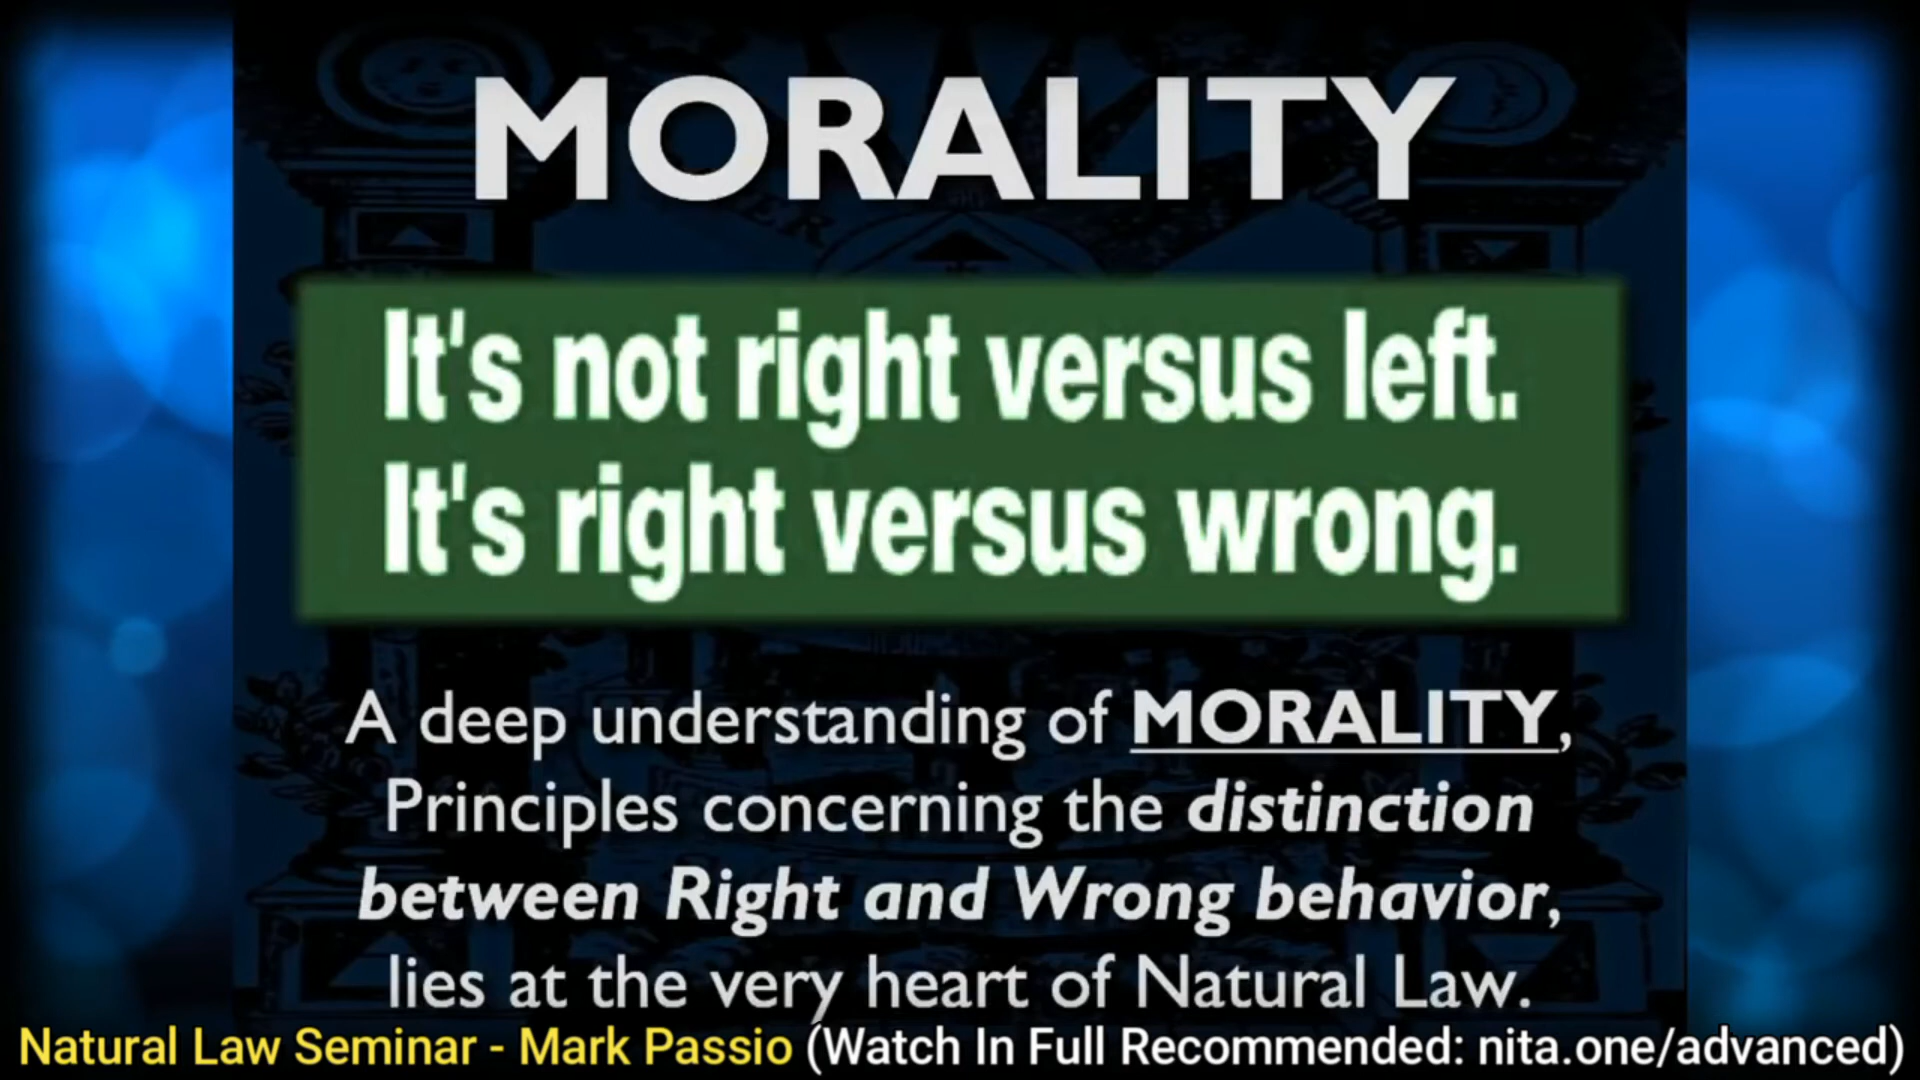 MORALITY
It's not right versus left.
It's right versus wrong.
A deep understanding of MORALITY,
Principles concerning the distinction
between Right and Wrong behavior,
lies at the very heart of Natural Law.
Natural Law Seminar - Mark Passio (Watch In Full Recommended: nita.one/advanced)